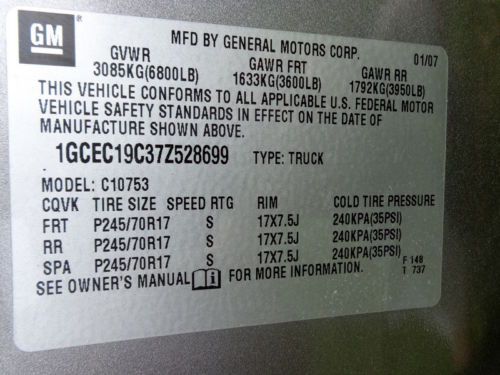 GM
MFD BY GENERAL MOTORS CORP. 01/07
GVWR GAWR FRT GAWR RR
3085KG(6800LB) 1633KG(3600LB) 1792KG(3950LB)
THIS VEHICLE CONFORMS TO ALL APPLICABLE U.S. FEDERAL MOTOR
VEHICLE SAFETY STANDARDS IN EFFECT ON THE DATE OF
MANUFACTURE SHOWN ABOVE.
1GCEC19C37Z528699 TYPE: TRUCK
MODEL: C10753
CQVK TIRE SIZE SPEED RTG RIM COLD TIRE PRESSURE
FRT P245/70R17 S 17X7.5J 240KPA(35PSI)
RR P245/70R17 S 17X7.5J 240KPA(35PSI)
SPA P245/70R17 S 17X7.5J 240KPA(35PSI)
SEE OWNER'S MANUAL FOR MORE INFORMATION. F 148
T 737